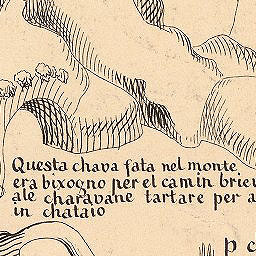 Questa chava fata nel monte
era bixogno per el camin brieu
ale charavane tartare per a
in chataio
p c